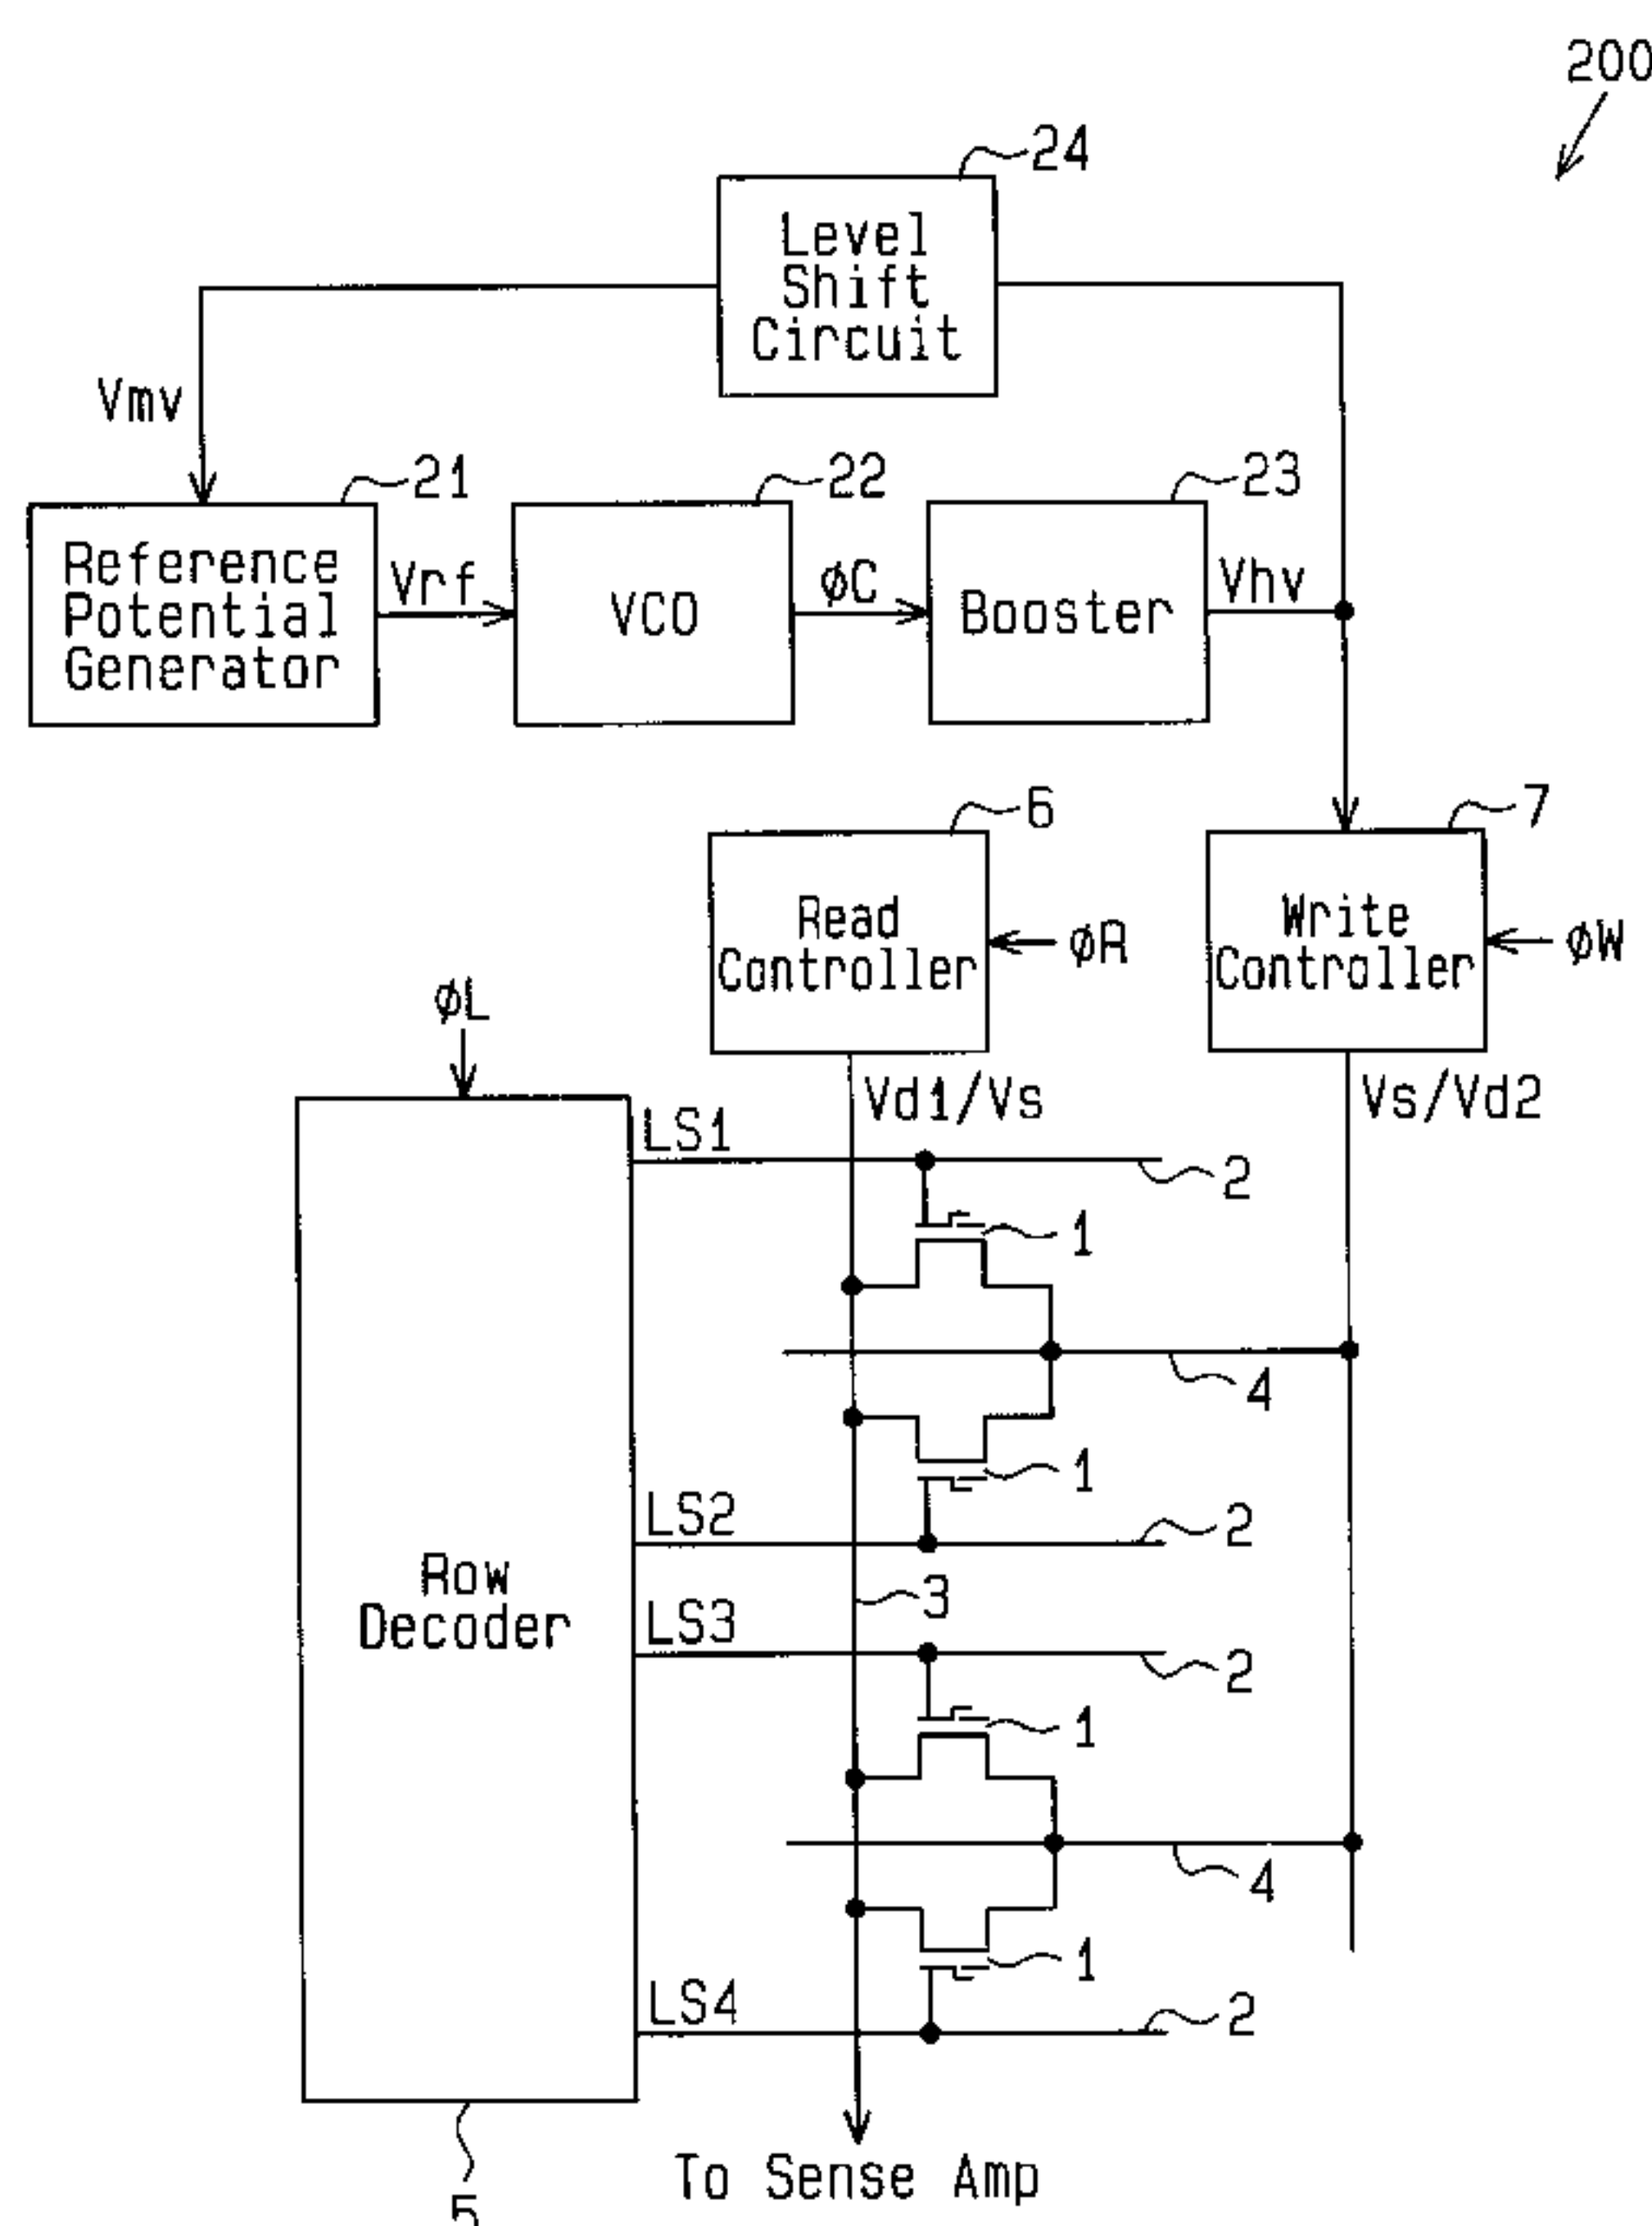 200
24
Level
Shift
Circuit
Vmv
21
22
23
Reference
Potential
Generator
Vrf
VCO
φC
Booster
Vhv
6
7
Read
Controller
φR
Write
Controller
φW
φL
Vd1/Vs
Vs/Vd2
LS1
2
1
4
1
LS2
2
Row
Decoder
3
LS3
2
1
4
1
LS4
2
To Sense Amp
5